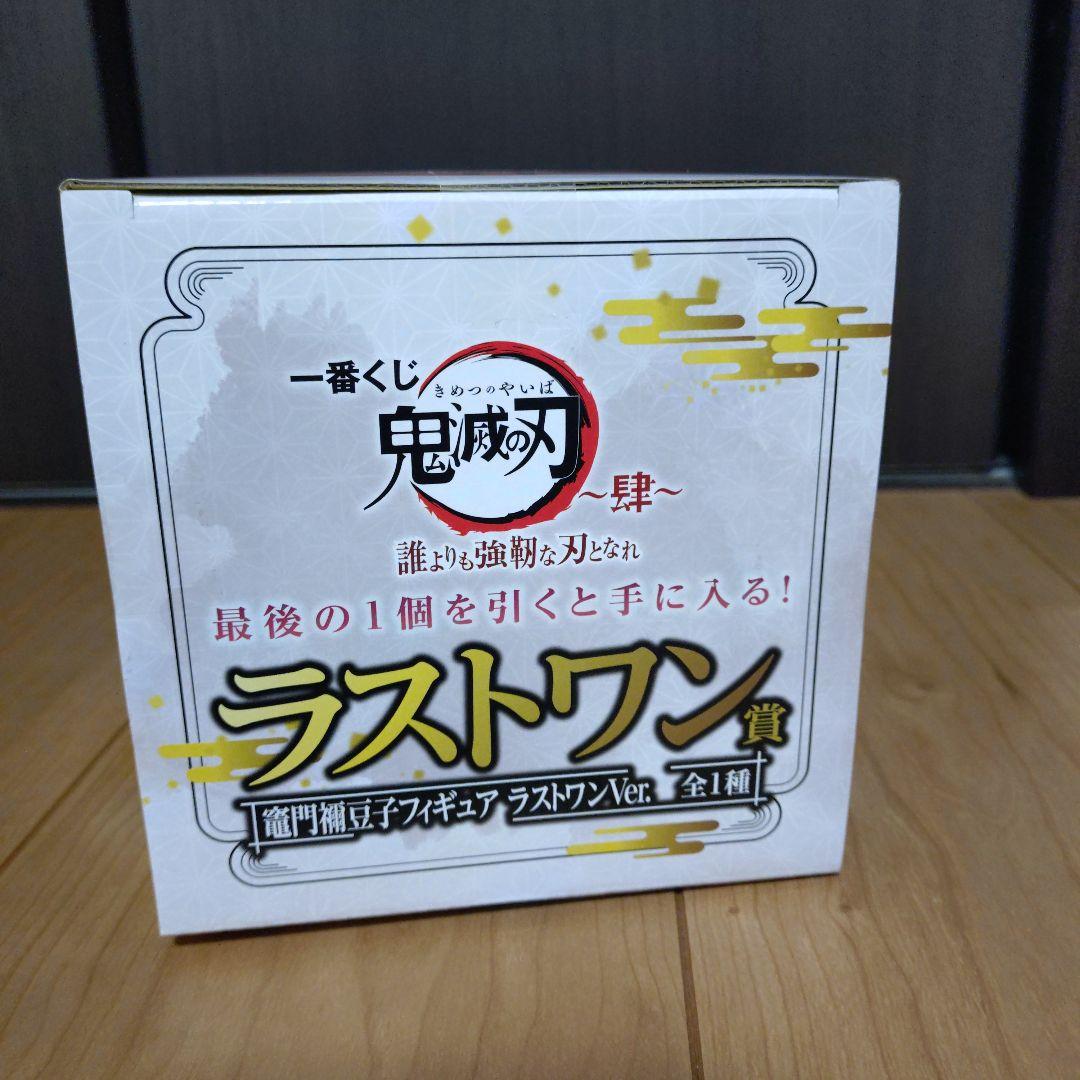 一番くじ
きめつのやいば
鬼滅の刃
～肆～
誰よりも強靭な刃となれ
最後の1個を引くと手に入る!
ラストワン賞
竈門禰豆子フィギュア ラストワンVer. 全1種